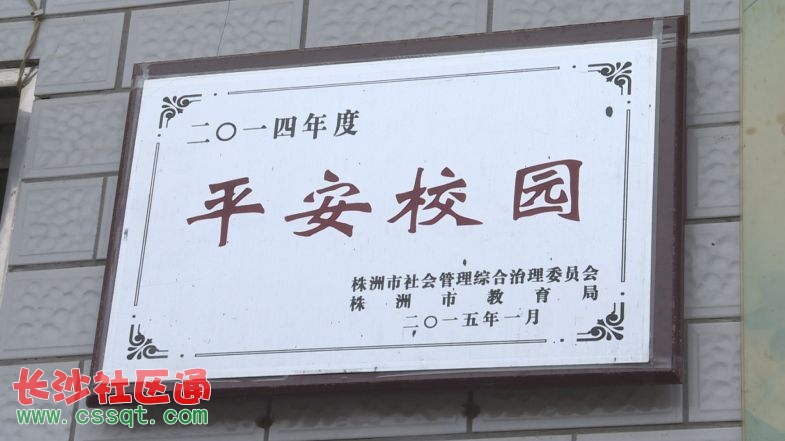 二〇一四年度
平安校园
株洲市社会管理综合治理委员会
株洲市教育局
二〇一五年一月
长沙社区通
www.cssqt.com